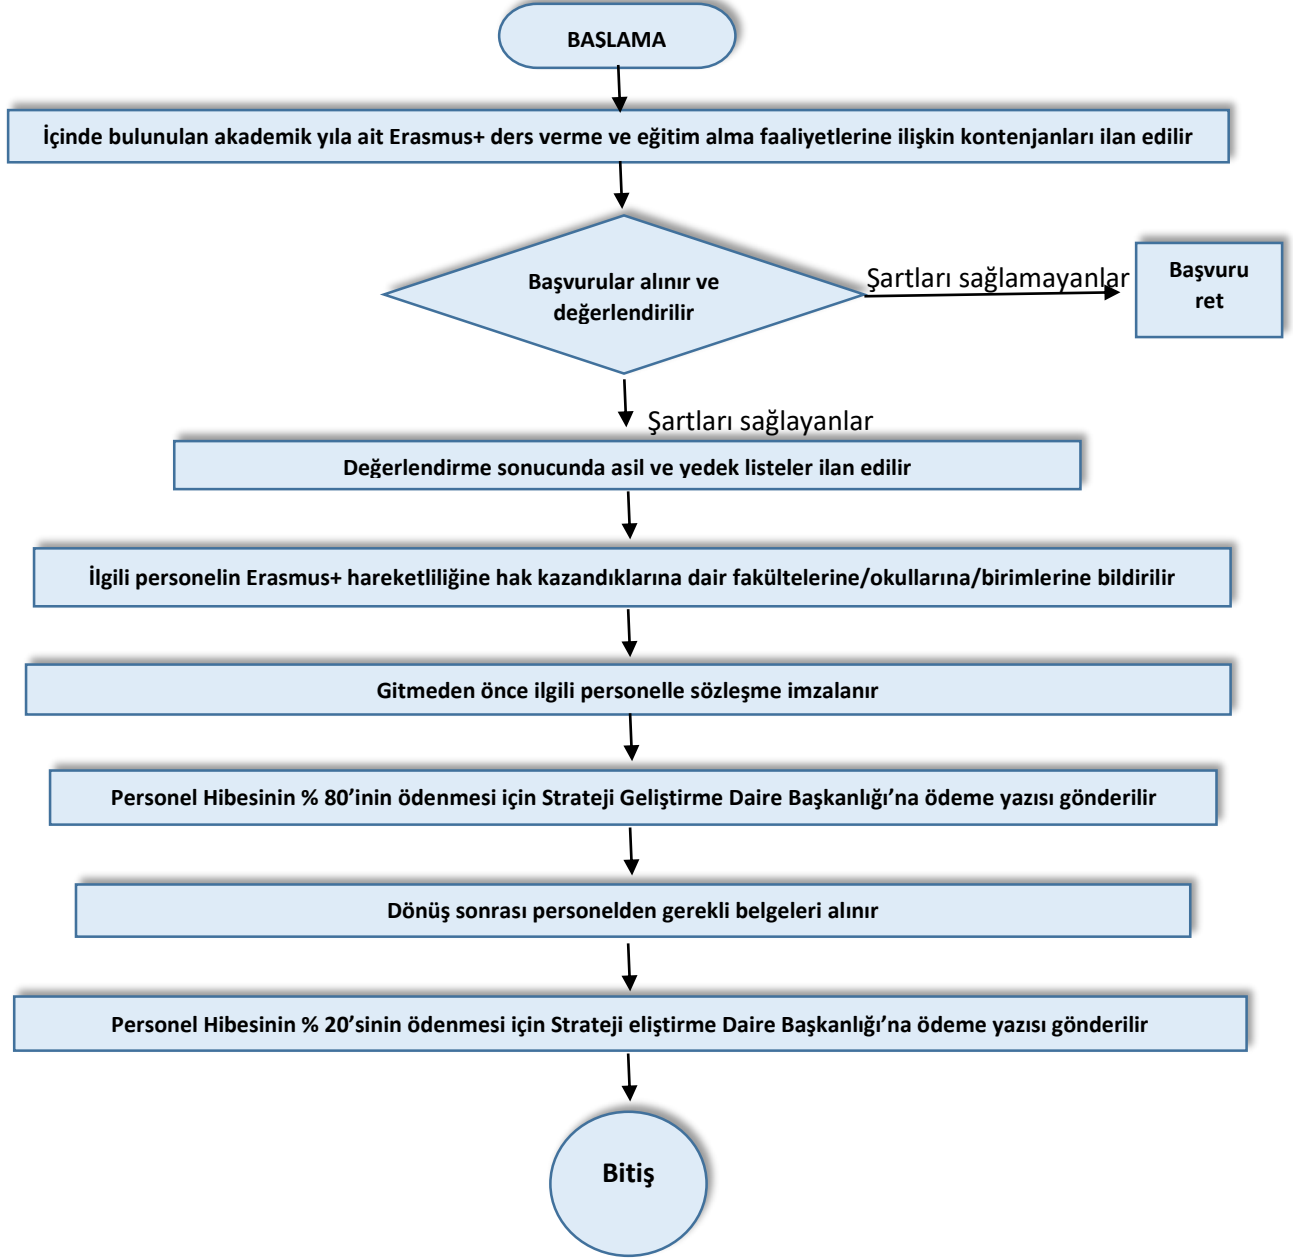 BASLAMA
İçinde bulunulan akademik yıla ait Erasmus+ ders verme ve eğitim alma faaliyetlerine ilişkin kontenjanları ilan edilir
Başvurular alınır ve
değerlendirilir
Şartları sağlamayanlar
Başvuru
ret
Şartları sağlayanlar
Değerlendirme sonucunda asil ve yedek listeler ilan edilir
İlgili personelin Erasmus+ hareketliliğine hak kazandıklarına dair fakültelerine/okullarına/birimlerine bildirilir
Gitmeden önce ilgili personelle sözleşme imzalanır
Personel Hibesinin % 80’inin ödenmesi için Strateji Geliştirme Daire Başkanlığı’na ödeme yazısı gönderilir
Dönüş sonrası personelden gerekli belgeleri alınır
Personel Hibesinin % 20’sinin ödenmesi için Strateji eliştirme Daire Başkanlığı’na ödeme yazısı gönderilir
Bitiş